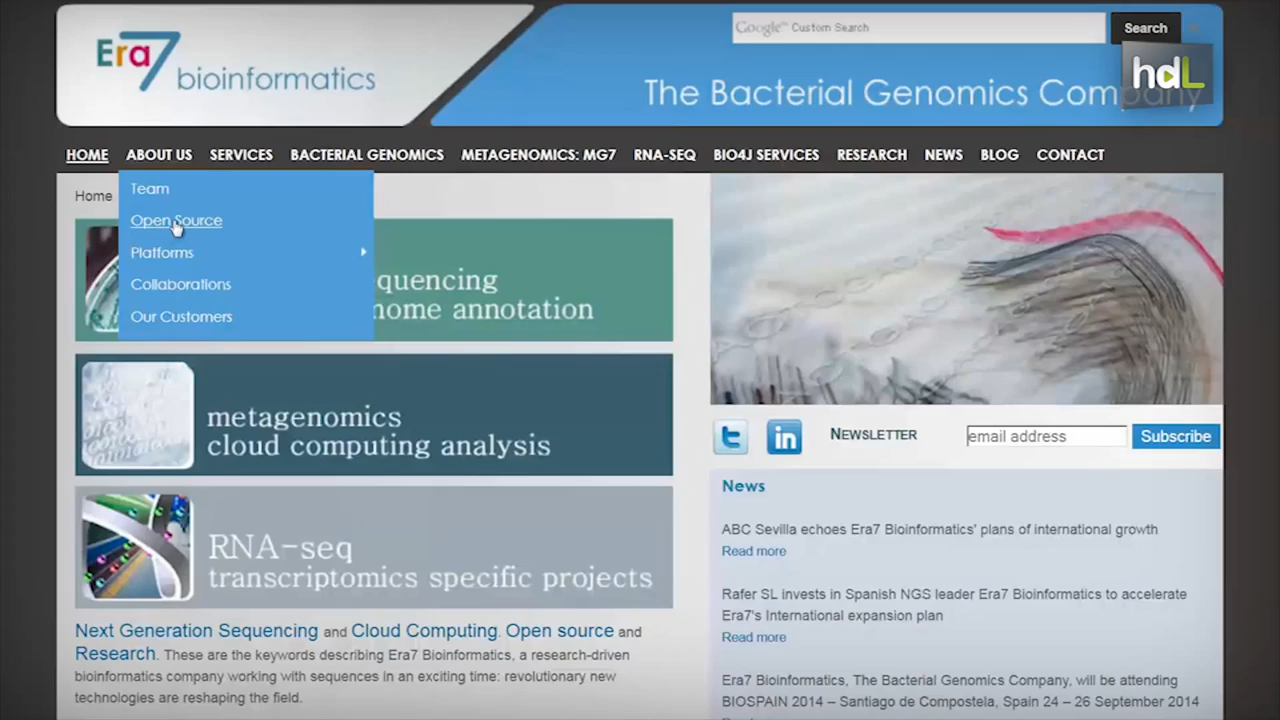 Era7 bioinformatics
Google™ Custom Search
Search
hdL
The Bacterial Genomics Company
HOME ABOUT US SERVICES BACTERIAL GENOMICS METAGENOMICS: MG7 RNA-SEQ BIO4J SERVICES RESEARCH NEWS BLOG CONTACT
Home
Team
Open Source
Platforms
Collaborations
Our Customers
quencing
nome annotation
metagenomics
cloud computing analysis
RNA-seq
transcriptomics specific projects
Next Generation Sequencing and Cloud Computing. Open source and
Research. These are the keywords describing Era7 Bioinformatics, a research-driven
bioinformatics company working with sequences in an exciting time: revolutionary new
technologies are reshaping the field.
NEWSLETTER
email address
Subscribe
News
ABC Sevilla echoes Era7 Bioinformatics' plans of international growth
Read more
Rafer SL invests in Spanish NGS leader Era7 Bioinformatics to accelerate
Era7's International expansion plan
Read more
Era7 Bioinformatics, The Bacterial Genomics Company, will be attending
BIOSPAIN 2014 – Santiago de Compostela, Spain 24 – 26 September 2014